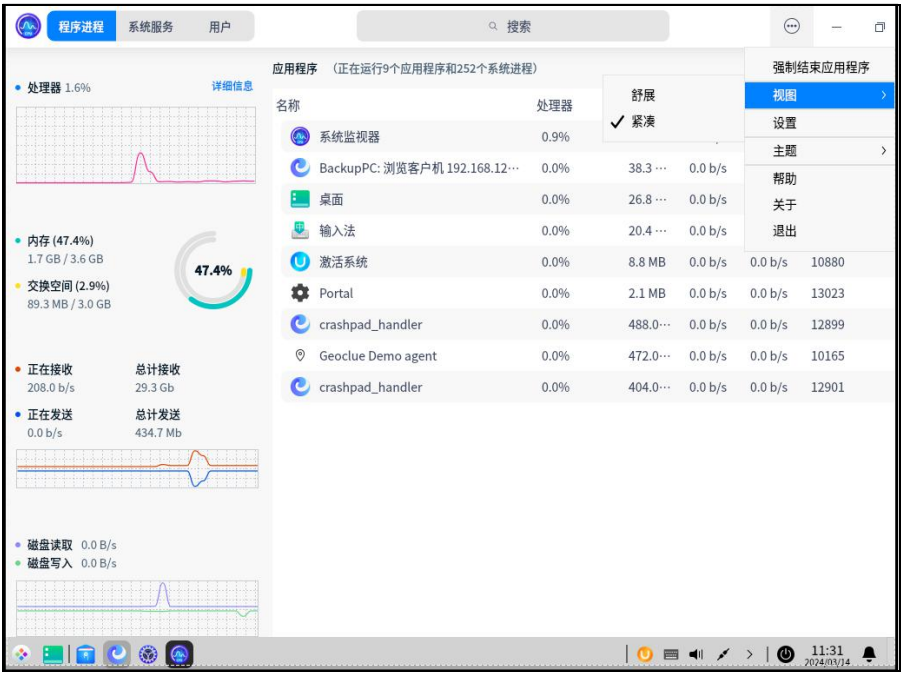 程序进程 系统服务 用户 搜索
强制结束应用程序
视图
设置
主题
帮助
关于
退出
舒展
紧凑
处理器 1.6% 详细信息
内存 (47.4%)
1.7 GB / 3.6 GB
47.4%
交换空间 (2.9%)
89.3 MB / 3.0 GB
正在接收 总计接收
208.0 b/s 29.3 Gb
正在发送 总计发送
0.0 b/s 434.7 Mb
磁盘读取 0.0 B/s
磁盘写入 0.0 B/s
应用程序 （正在运行9个应用程序和252个系统进程）
名称 处理器
系统监视器 0.9%
BackupPC: 浏览客户机 192.168.12… 0.0% 38.3 … 0.0 b/s
桌面 0.0% 26.8 … 0.0 b/s
输入法 0.0% 20.4 … 0.0 b/s
激活系统 0.0% 8.8 MB 0.0 b/s 0.0 b/s 10880
Portal 0.0% 2.1 MB 0.0 b/s 0.0 b/s 13023
crashpad_handler 0.0% 488.0… 0.0 b/s 0.0 b/s 12899
Geoclue Demo agent 0.0% 472.0… 0.0 b/s 0.0 b/s 10165
crashpad_handler 0.0% 404.0… 0.0 b/s 0.0 b/s 12901
11:31
2024/03/14